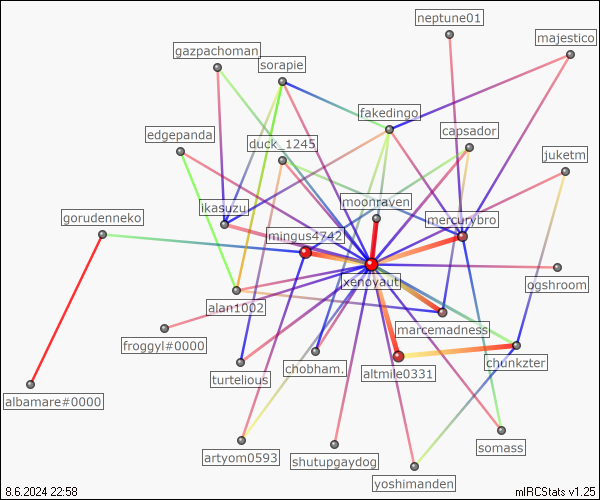 neptune01
majestico
gazpachoman
sorapie
fakedingo
capsador
edgepanda
duck_1245
juketm
moonraven
ikasuzu
mercurybro
gorudenneko
mingus4742
xenoyaut
ogshroom
alan1002
marcemadness
froggyl#0000
chunkzter
chobham.
altmile0331
turtelious
albamare#0000
somass
artyom0593
shutupgaydog
yoshimanden
8.6.2024 22:58
mIRCStats v1.25